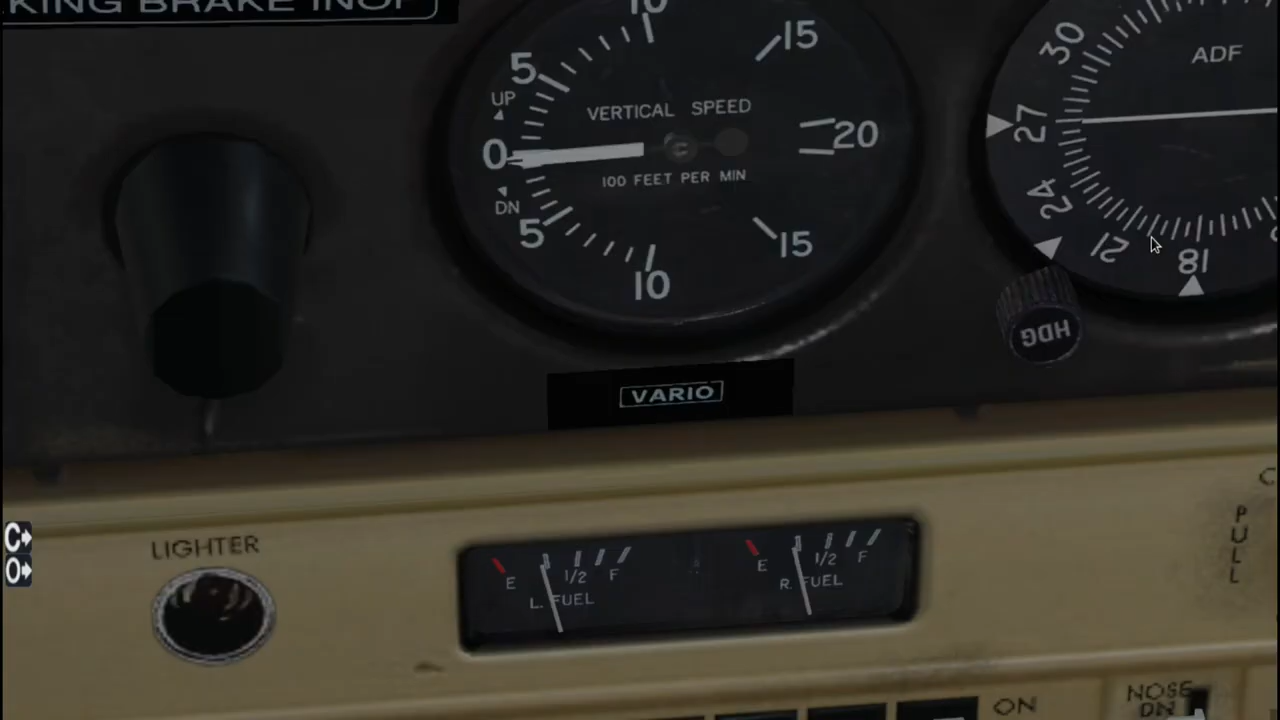 KING BRAKE INOP
10
15
5
UP
VERTICAL SPEED
0
20
100 FEET PER MIN
DN
5
15
10
VARIO
30
ADF
27
24
21
18
HDG
LIGHTER
E
1/2
F
L. FUEL
E
1/2
F
R. FUEL
PULL
ON
NOSE
DN
C
O